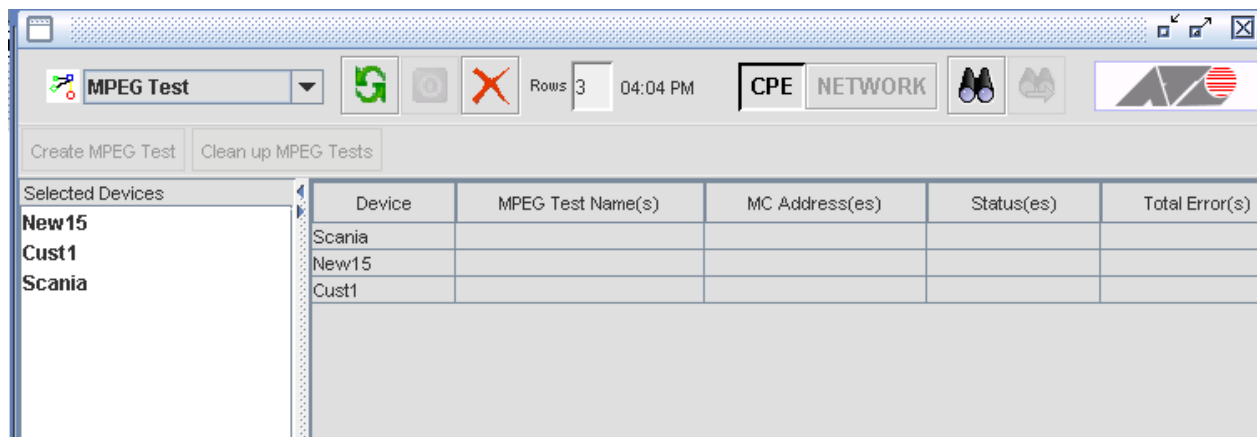 MPEG Test Rows 3 04:04 PM CPE NETWORK
Create MPEG Test Clean up MPEG Tests
Selected Devices
New15
Cust1
Scania
Device MPEG Test Name(s) MC Address(es) Status(es) Total Error(s)
Scania
New15
Cust1